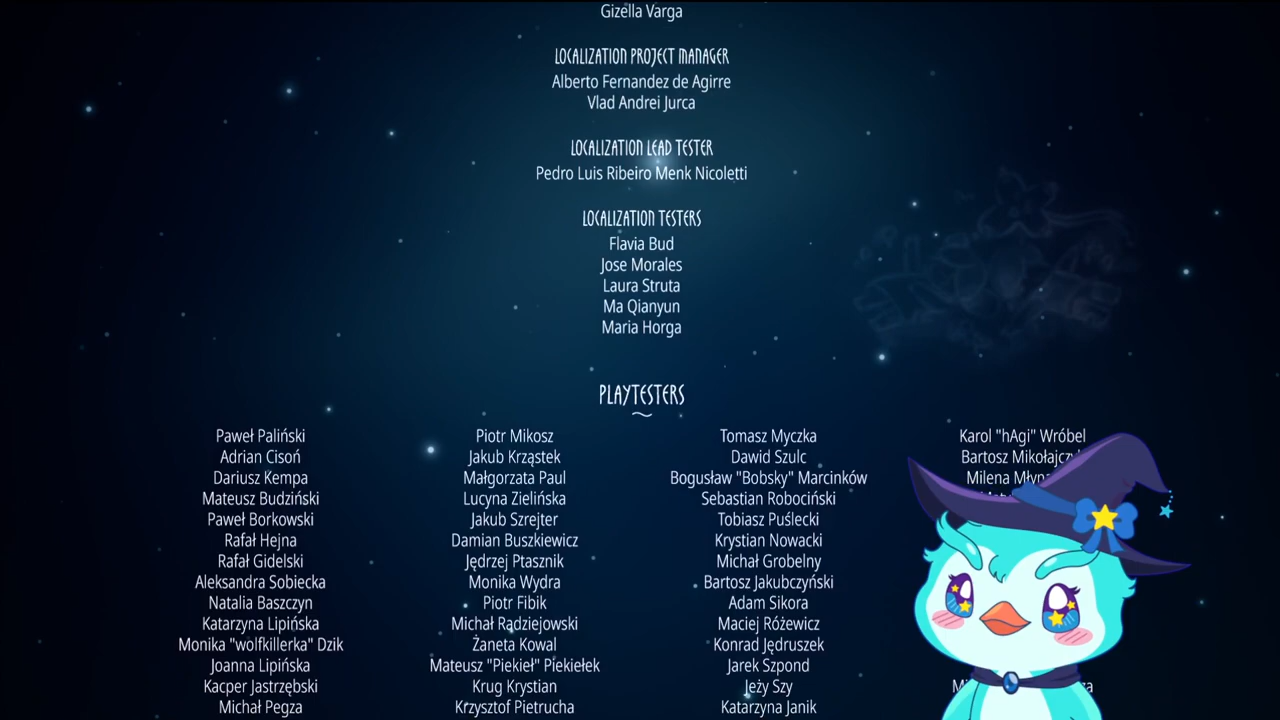 Gizella Varga
LOCALIZATION PROJECT MANAGER
Alberto Fernandez de Agirre
Vlad Andrei Jurca
LOCALIZATION LEAD TESTER
Pedro Luis Ribeiro Menk Nicoletti
LOCALIZATION TESTERS
Flavia Bud
Jose Morales
Laura Struta
Ma Qianyun
Maria Horga
PLAYTESTERS
Paweł Paliński
Adrian Cisoń
Dariusz Kempa
Mateusz Budziński
Paweł Borkowski
Rafał Hejna
Rafał Gidelski
Aleksandra Sobiecka
Natalia Baszczyn
Katarzyna Lipińska
Monika "wolfkillerka" Dzik
Joanna Lipińska
Kacper Jastrzębski
Michał Pegza
Piotr Mikosz
Jakub Krząstek
Małgorzata Paul
Lucyna Zielińska
Jakub Szrejter
Damian Buszkiewicz
Jędrzej Ptasznik
Monika Wydra
Piotr Fibik
Michał Radziejowski
Żaneta Kowal
Mateusz "Piekieł" Piekiełek
Krug Krystian
Krzysztof Pietrucha
Tomasz Myczka
Dawid Szulc
Bogusław "Bobsky" Marcinków
Sebastian Robociński
Tobiasz Puślecki
Krystian Nowacki
Michał Grobelny
Bartosz Jakubczyński
Adam Sikora
Maciej Różewicz
Konrad Jędruszek
Jarek Szpond
Jeży Szy
Katarzyna Janik
Karol "hAgi" Wróbel
Bartosz
Milena